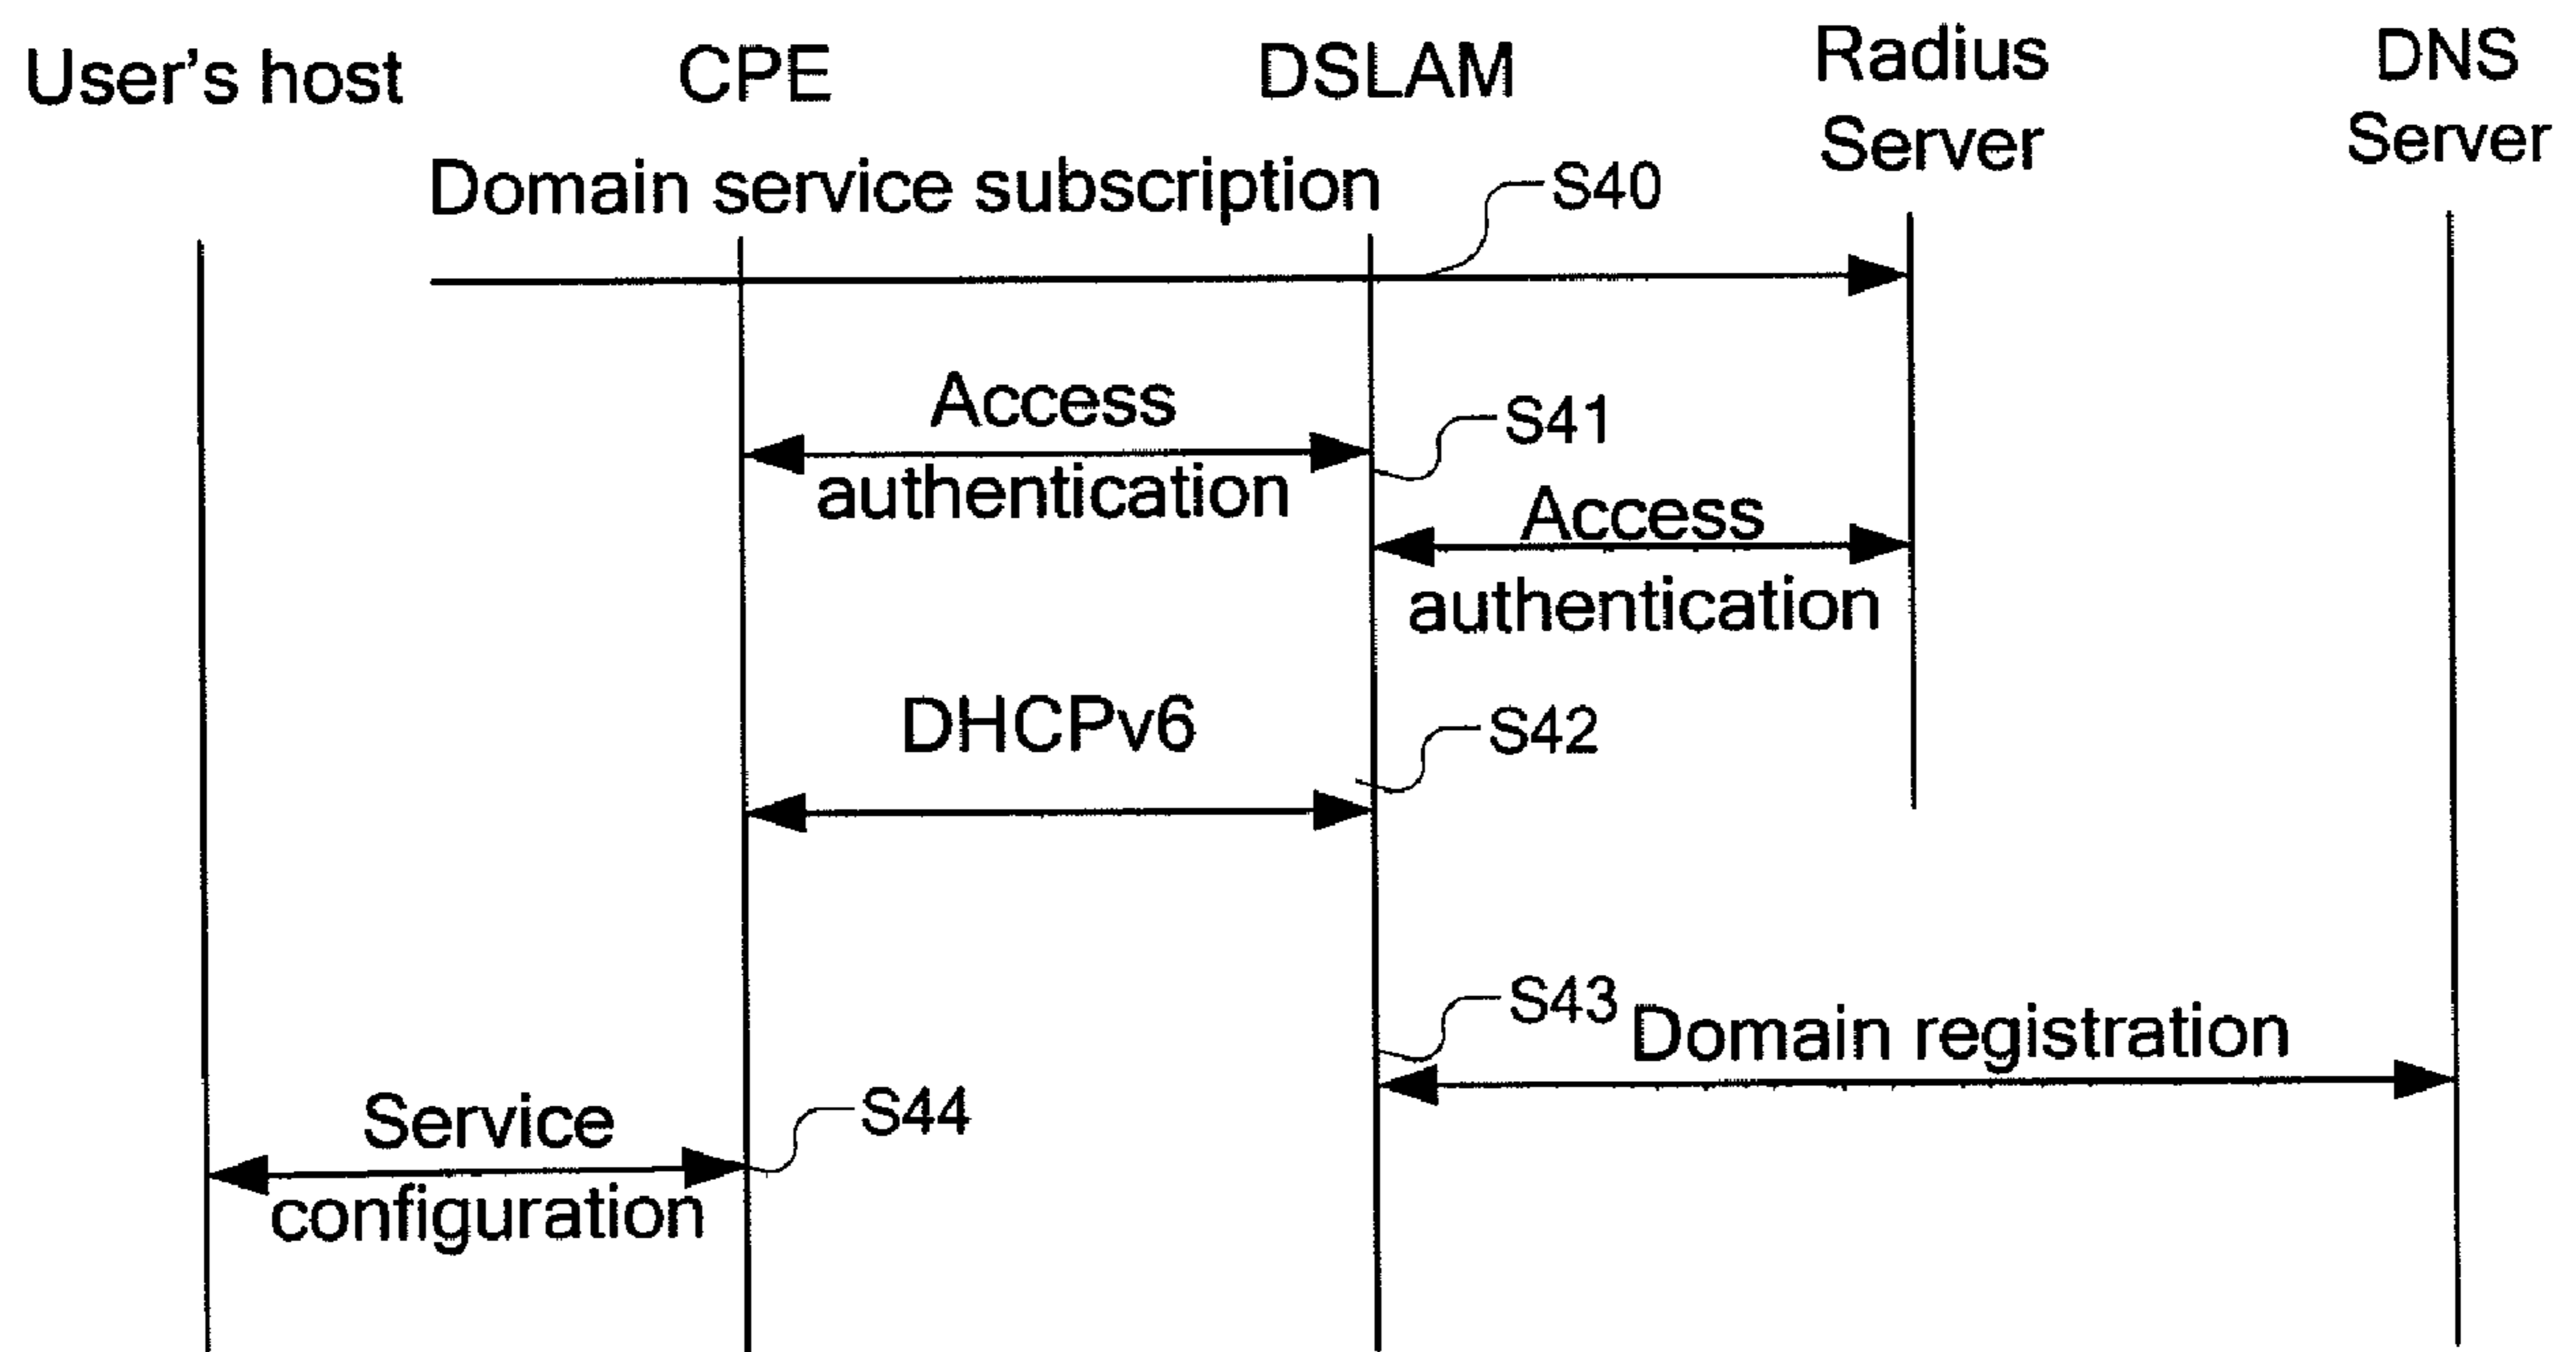 User's host
CPE
DSLAM
Radius
Server
DNS
Server
Domain service subscription
S40
Access
authentication
S41
Access
authentication
DHCPv6
S42
S43
Domain registration
Service
configuration
S44